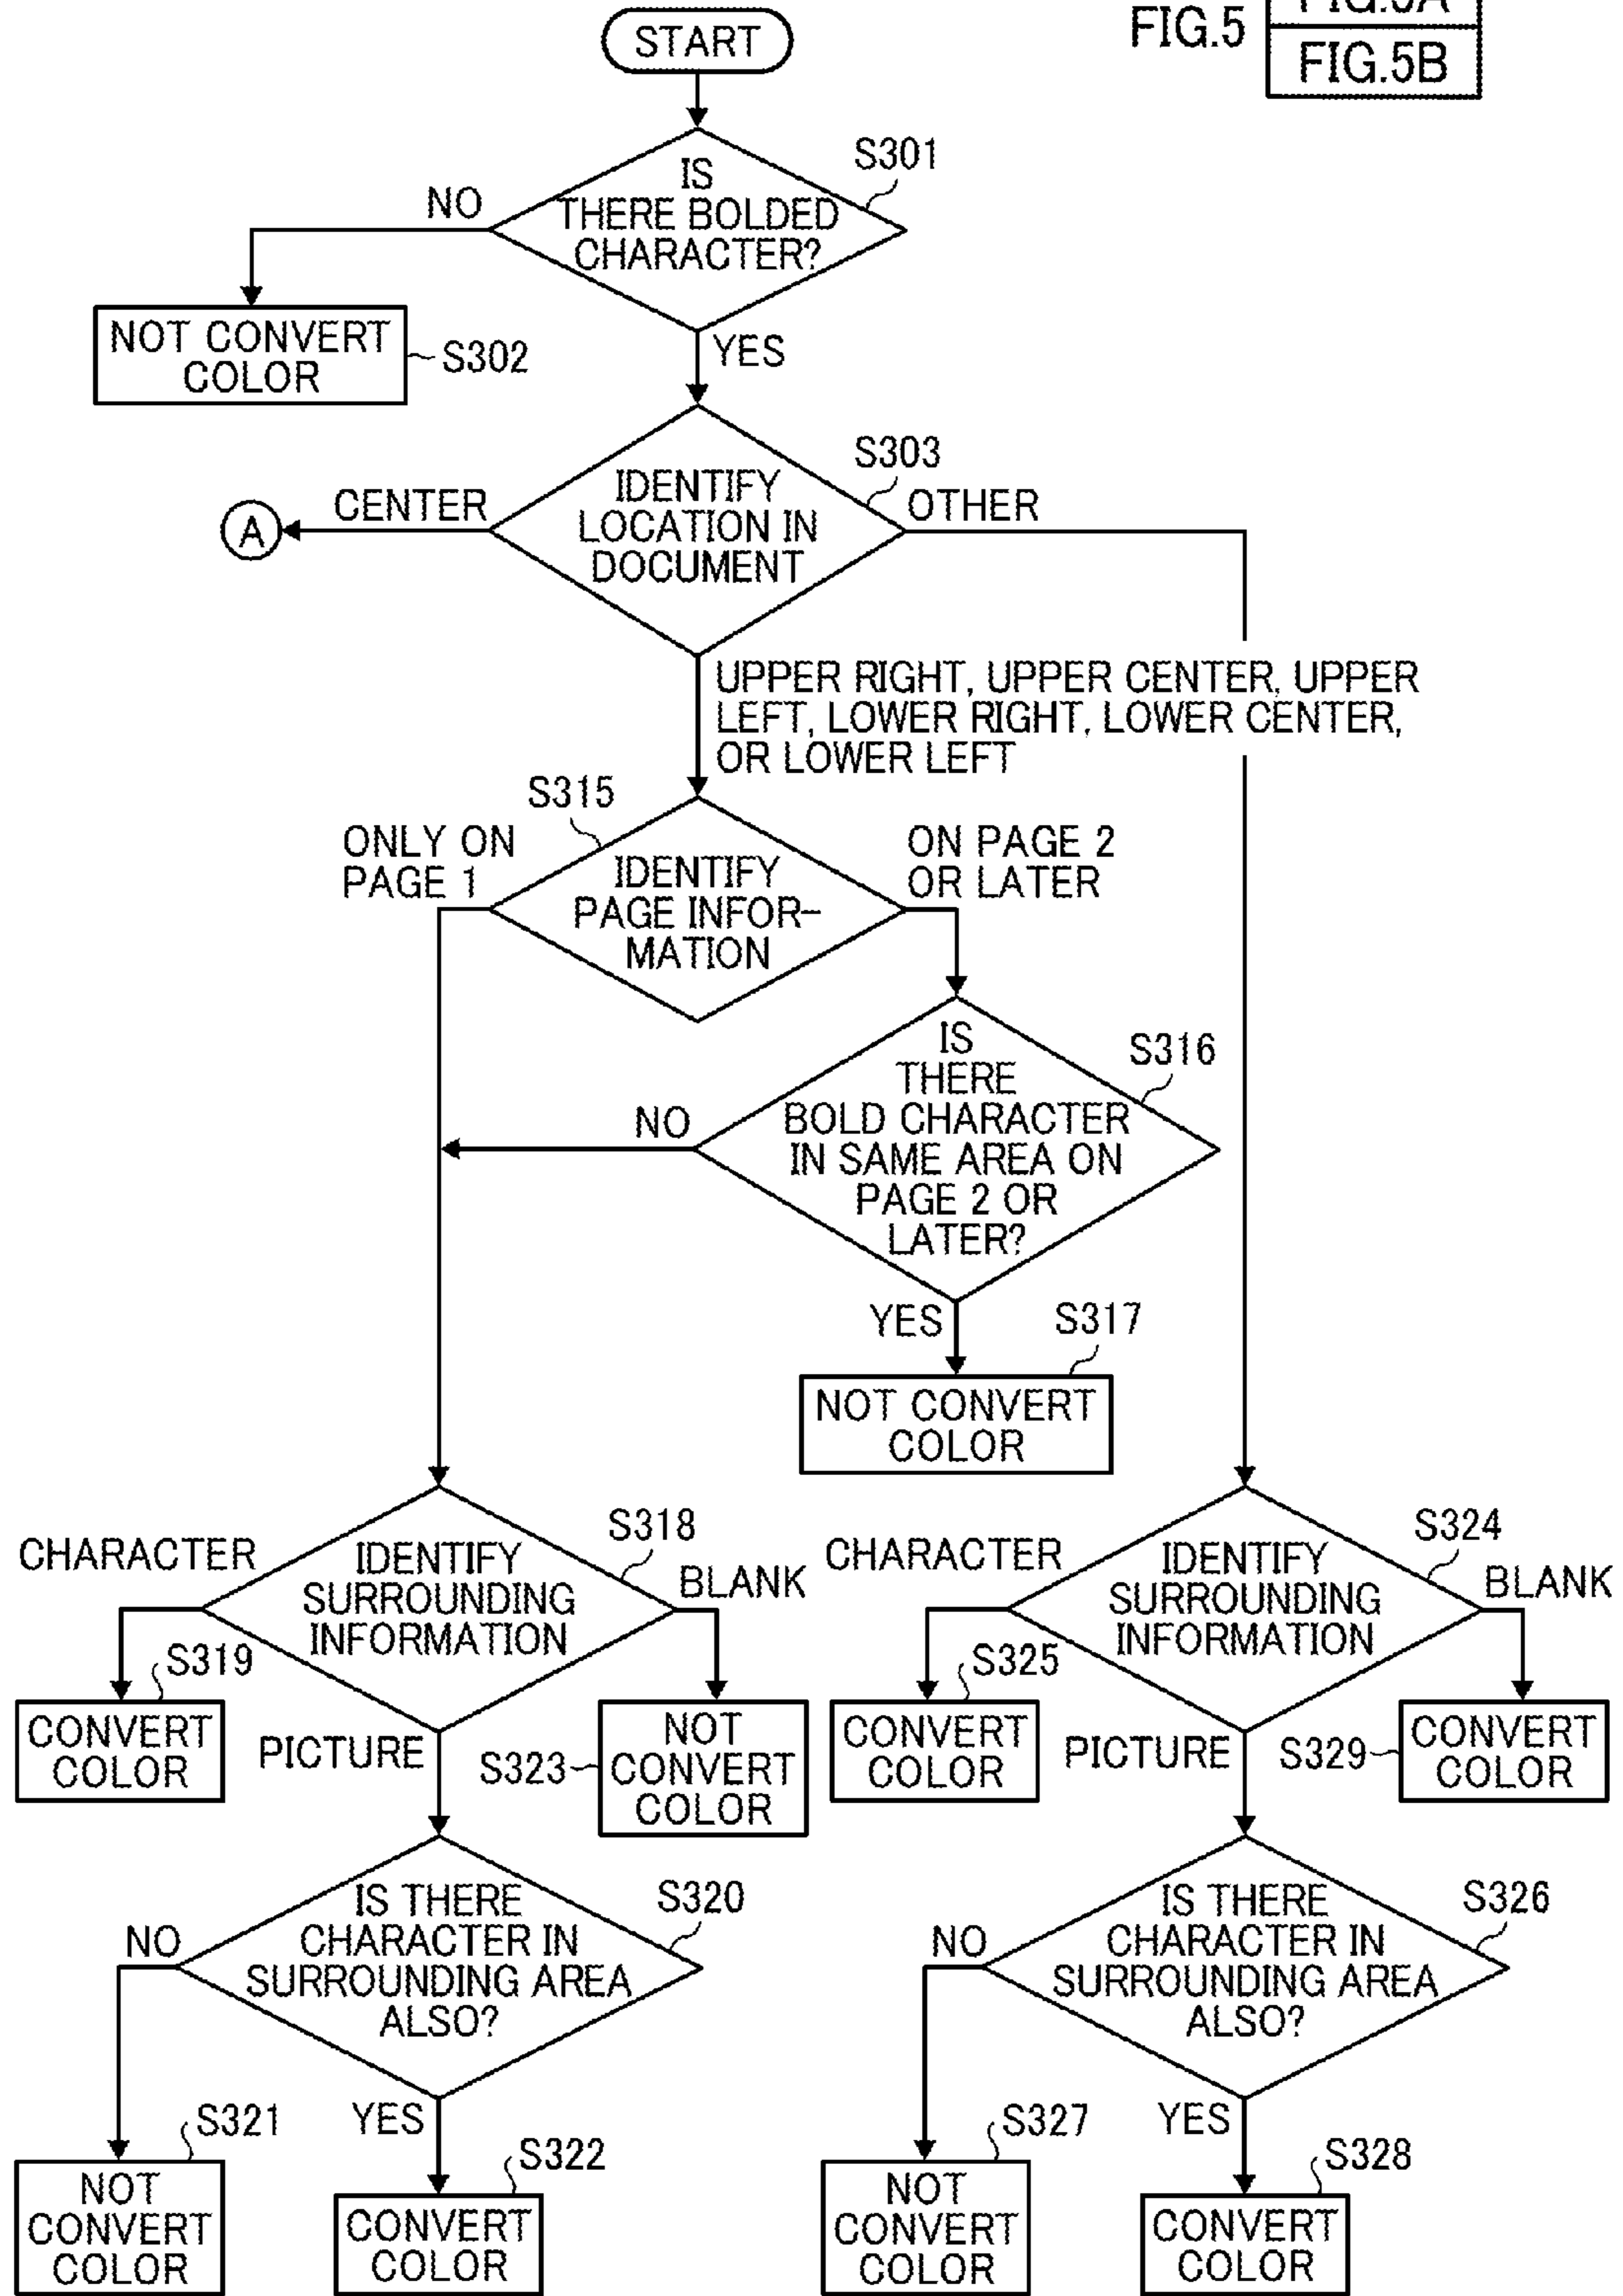 START
FIG.5
FIG.5A
FIG.5B
S301
IS
THERE BOLDED
CHARACTER?
NO
NOT CONVERT
COLOR
S302
YES
S303
IDENTIFY
LOCATION IN
DOCUMENT
CENTER
A
OTHER
UPPER RIGHT, UPPER CENTER, UPPER
LEFT, LOWER RIGHT, LOWER CENTER,
OR LOWER LEFT
S315
ONLY ON
PAGE 1
IDENTIFY
PAGE INFOR-
MATION
ON PAGE 2
OR LATER
S316
IS
THERE
BOLD CHARACTER
IN SAME AREA ON
PAGE 2 OR
LATER?
NO
YES
S317
NOT CONVERT
COLOR
S318
CHARACTER
IDENTIFY
SURROUNDING
INFORMATION
BLANK
S319
CONVERT
COLOR
PICTURE
S323
NOT
CONVERT
COLOR
S320
IS THERE
CHARACTER IN
SURROUNDING AREA
ALSO?
NO
S321
NOT
CONVERT
COLOR
YES
S322
CONVERT
COLOR
S324
CHARACTER
IDENTIFY
SURROUNDING
INFORMATION
BLANK
S325
CONVERT
COLOR
PICTURE
S329
CONVERT
COLOR
S326
IS THERE
CHARACTER IN
SURROUNDING AREA
ALSO?
NO
S327
NOT
CONVERT
COLOR
YES
S328
CONVERT
COLOR